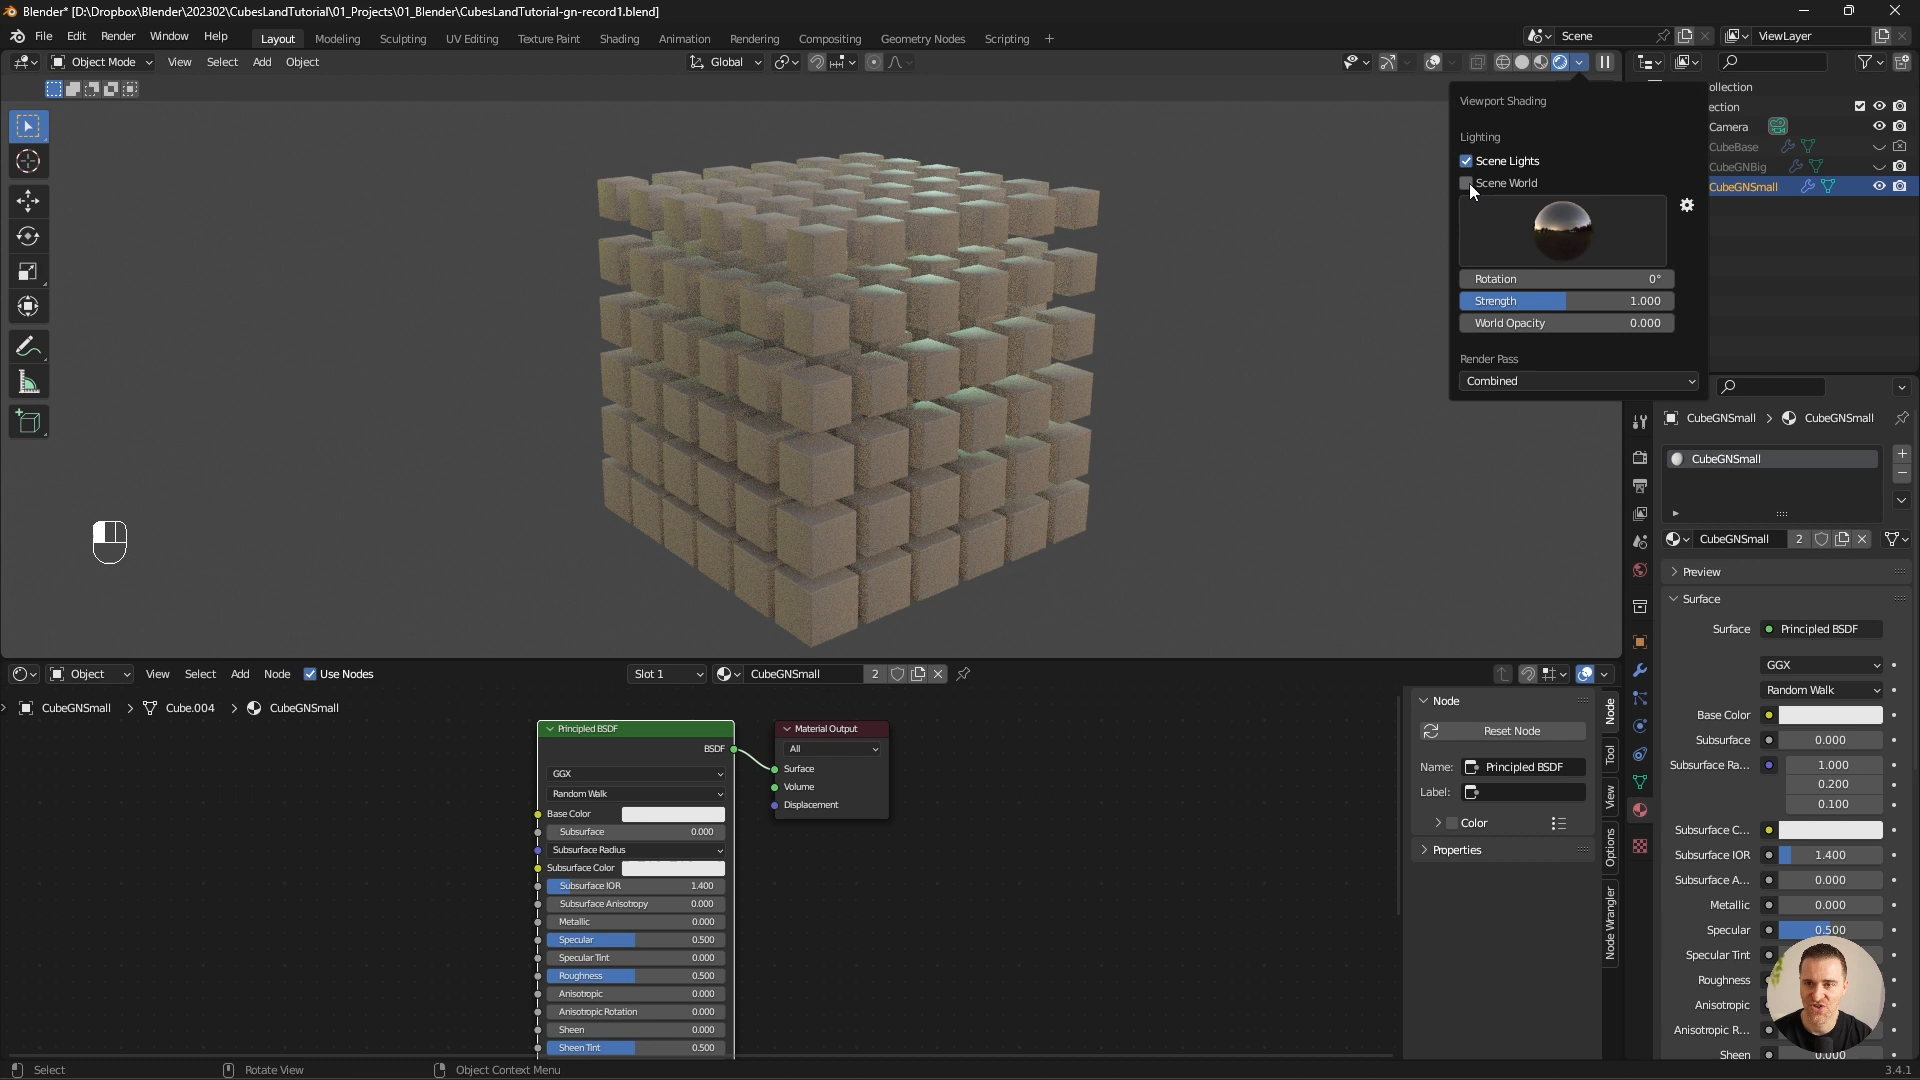 Blender* [D:\Dropbox\Blender\202302\CubesLandTutorial\01_Projects\01_Blender\CubesLandTutorial-gn-record1.blend]
File Edit Render Window Help Layout Modeling Sculpting UV Editing Texture Paint Shading Animation Rendering Compositing Geometry Nodes Scripting + Scene ViewLayer
Object Mode View Select Add Object Global
Viewport Shading
Lighting
Scene Lights
Scene World
Rotation 0°
Strength 1.000
World Opacity 0.000
Render Pass
Combined
ollection
ection
Camera
CubeBase
CubeGNBig
CubeGNSmall
CubeGNSmall > CubeGNSmall
CubeGNSmall
CubeGNSmall 2
Preview
Surface
Surface Principled BSDF
GGX
Random Walk
Base Color
Subsurface 0.000
Subsurface Ra... 1.000
0.200
0.100
Subsurface C...
Subsurface IOR 1.400
Subsurface A... 0.000
Metallic 0.000
Specular 0.500
Specular Tint
Roughness
Anisotropic
Anisotropic R...
Sheen 0.000
Object View Select Add Node Use Nodes Slot 1 CubeGNSmall 2
CubeGNSmall > Cube.004 > CubeGNSmall
Principled BSDF
BSDF
GGX
Random Walk
Base Color
Subsurface 0.000
Subsurface Radius
Subsurface Color
Subsurface IOR 1.400
Subsurface Anisotropy 0.000
Metallic 0.000
Specular 0.500
Specular Tint 0.000
Roughness 0.500
Anisotropic 0.000
Anisotropic Rotation 0.000
Sheen 0.000
Sheen Tint 0.500
Material Output
All
Surface
Volume
Displacement
Node
Reset Node
Name: Principled BSDF
Label:
Color
Properties
Node
Tool
View
Options
Node Wrangler
Select Rotate View Object Context Menu 3.4.1